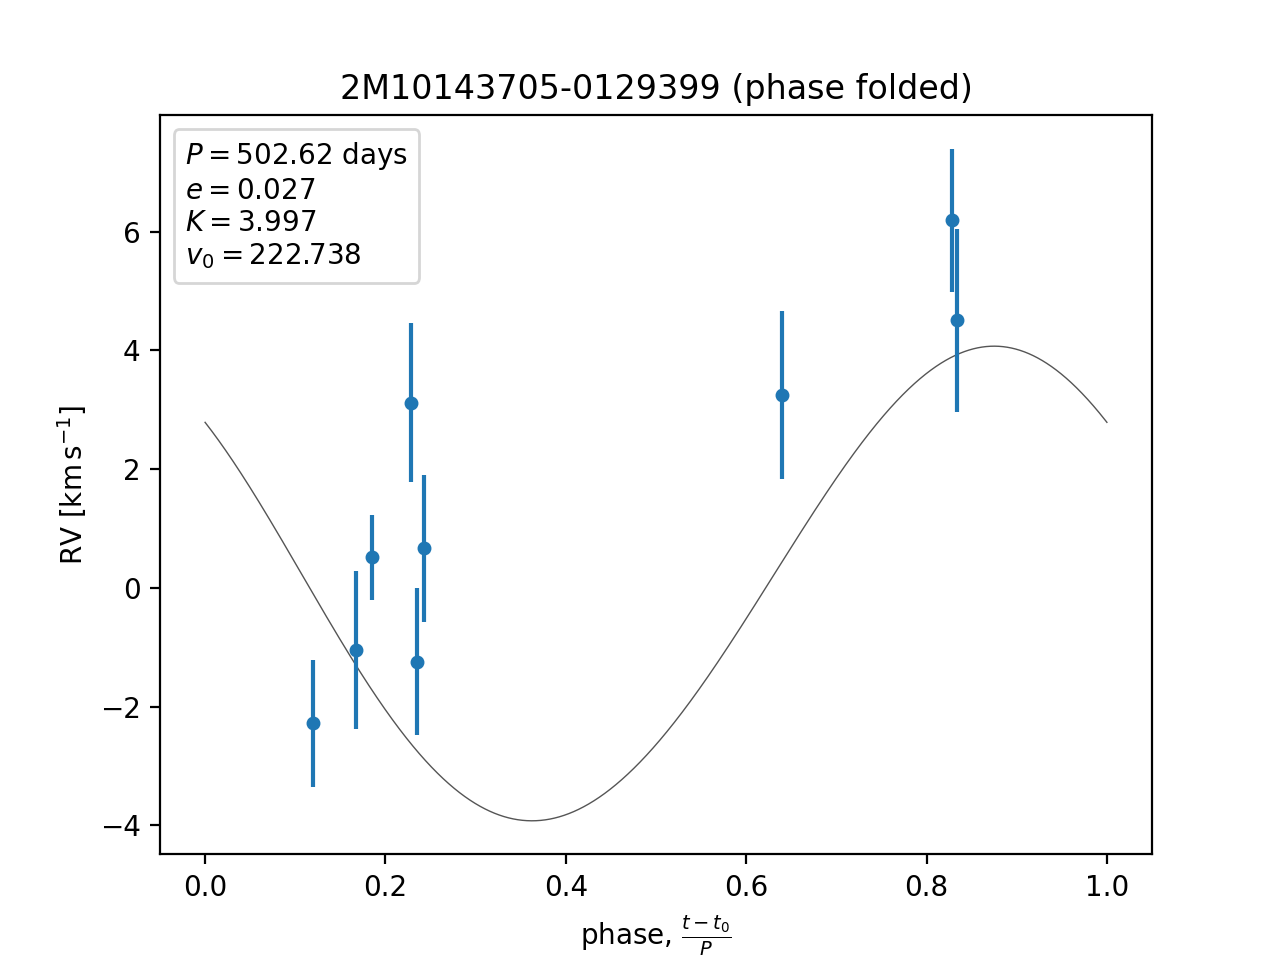 2M10143705-0129399 (phase folded)
P = 502.62 days
e = 0.027
K = 3.997
v₀ = 222.738
6
4
2
0
−2
−4
RV [km s⁻¹]
0.0 0.2 0.4 0.6 0.8 1.0
phase, (t − t₀)/P